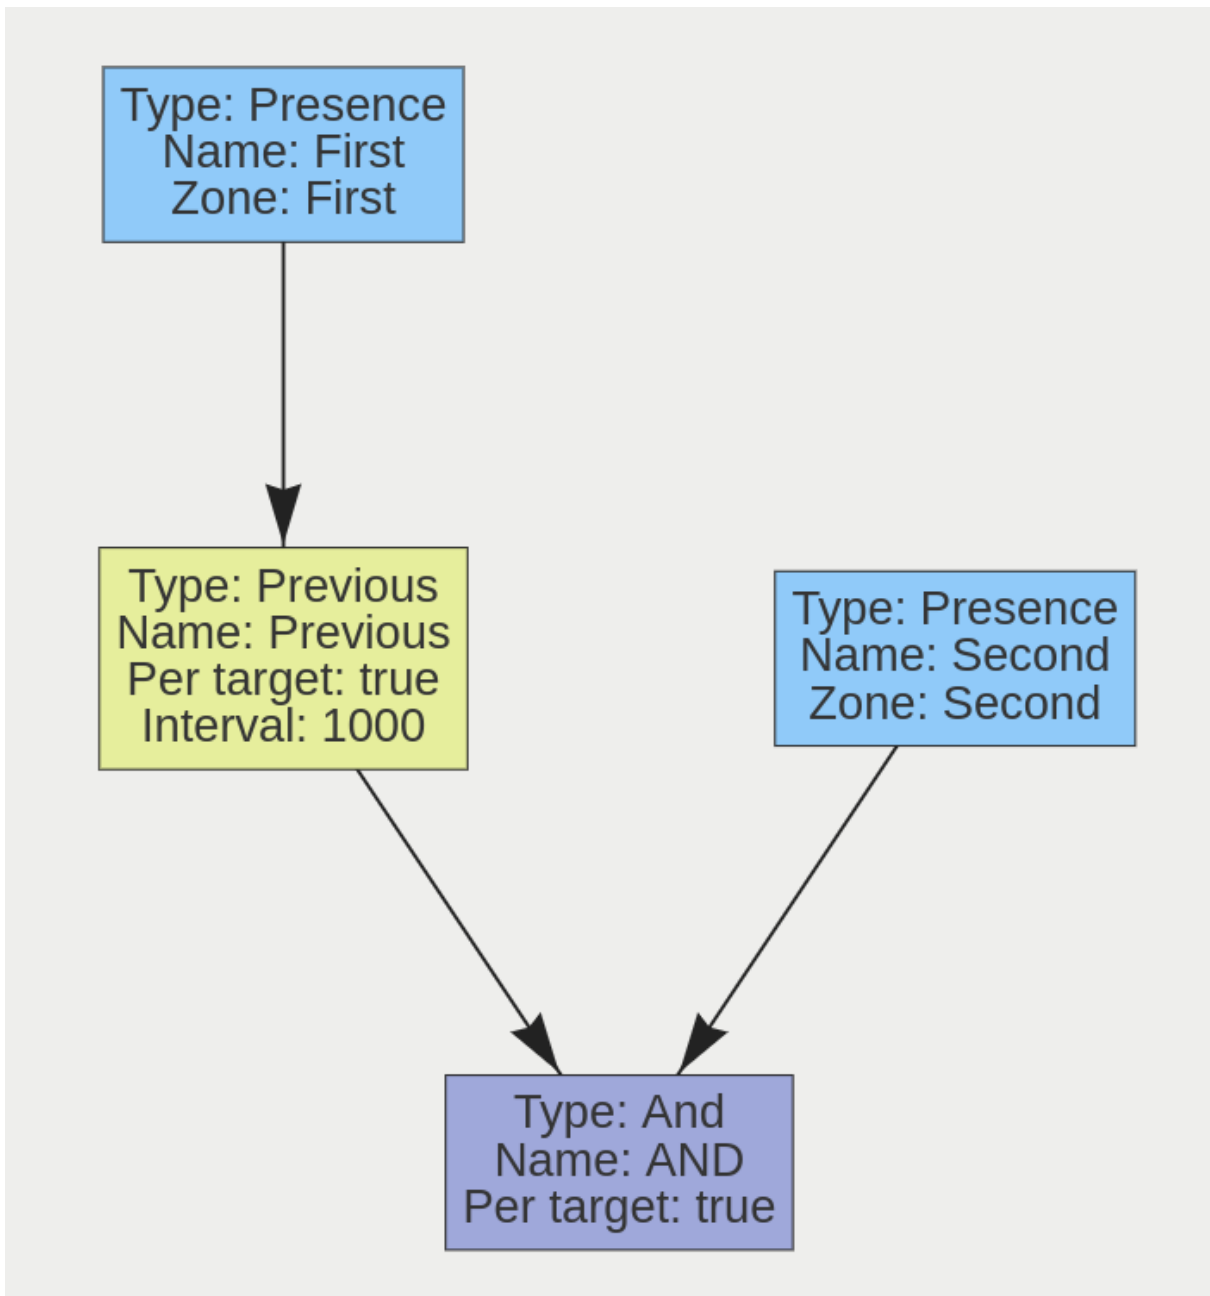 Type: Presence
Name: First
Zone: First
Type: Previous
Name: Previous
Per target: true
Interval: 1000
Type: Presence
Name: Second
Zone: Second
Type: And
Name: AND
Per target: true